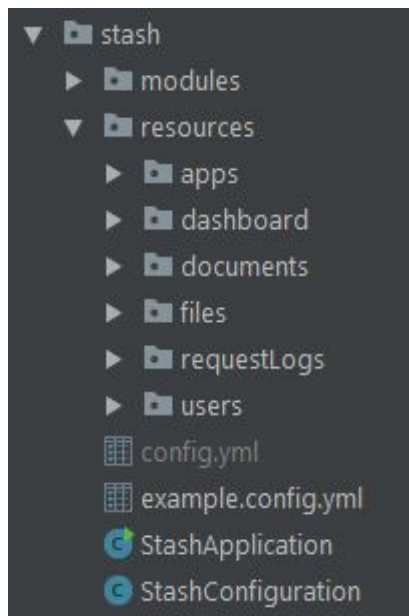 stash
modules
resources
apps
dashboard
documents
files
requestLogs
users
config.yml
example.config.yml
StashApplication
StashConfiguration